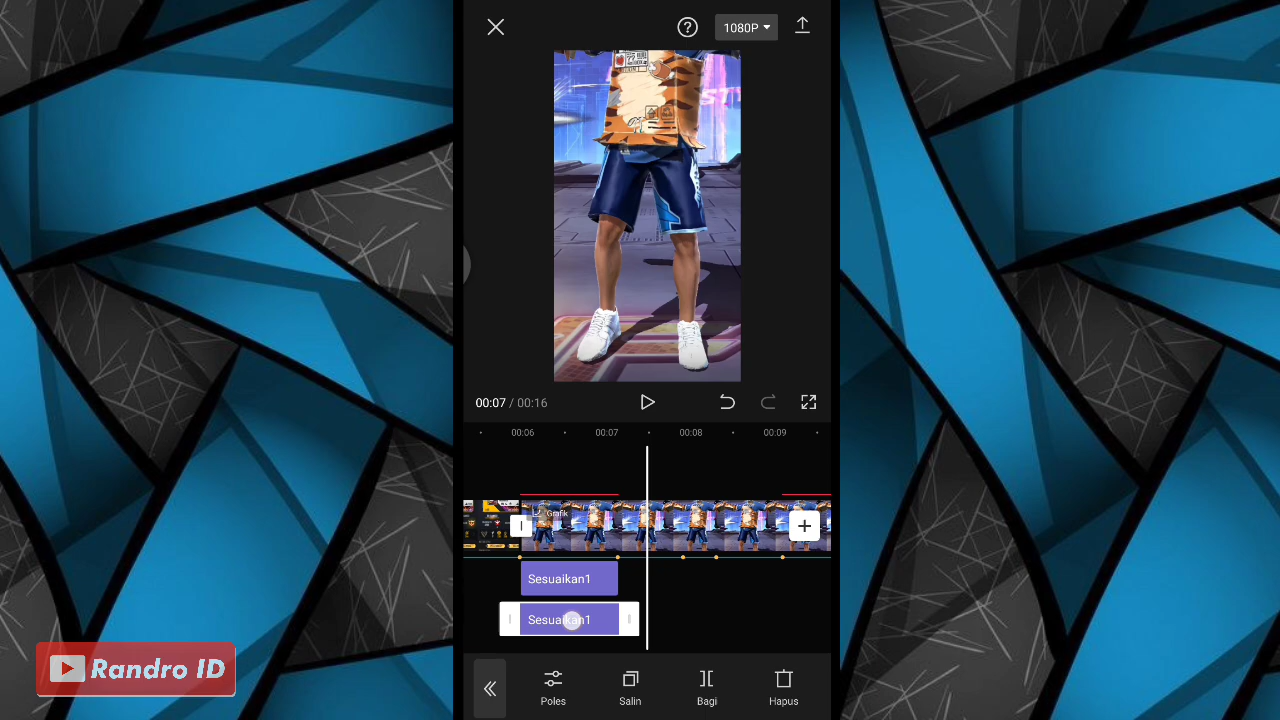 1080P
00:07 / 00:16
00:06
00:07
00:08
00:09
Grafik
Sesuaikan1
Sesuaikan1
Poles
Salin
Bagi
Hapus
Randro ID